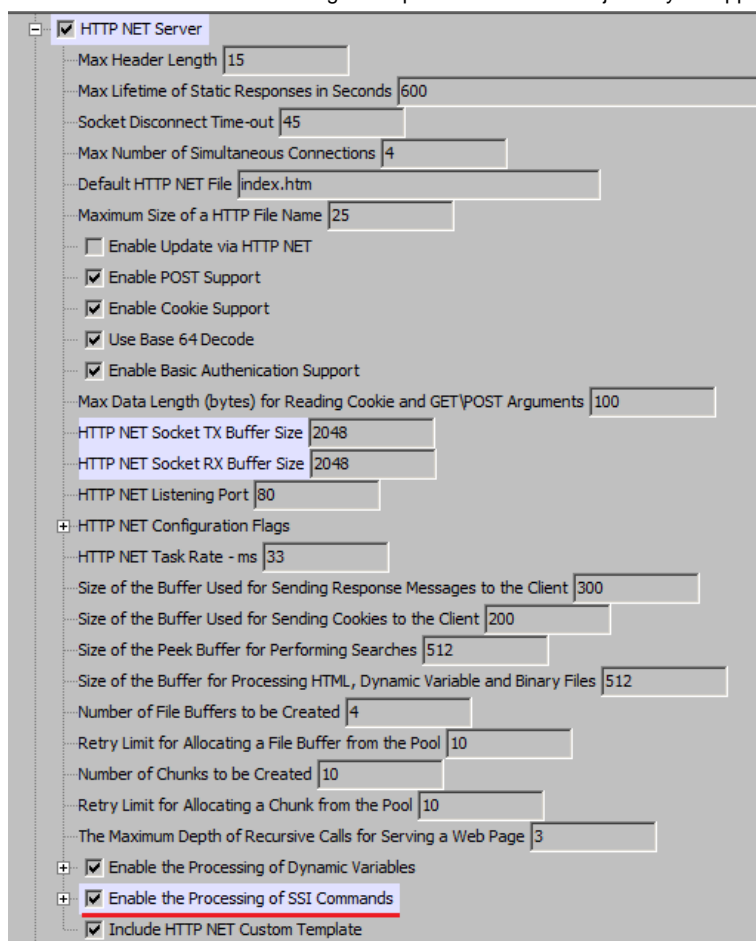 HTTP NET Server
Max Header Length 15
Max Lifetime of Static Responses in Seconds 600
Socket Disconnect Time-out 45
Max Number of Simultaneous Connections 4
Default HTTP NET File index.htm
Maximum Size of a HTTP File Name 25
Enable Update via HTTP NET
Enable POST Support
Enable Cookie Support
Use Base 64 Decode
Enable Basic Authenication Support
Max Data Length (bytes) for Reading Cookie and GET\POST Arguments 100
HTTP NET Socket TX Buffer Size 2048
HTTP NET Socket RX Buffer Size 2048
HTTP NET Listening Port 80
HTTP NET Configuration Flags
HTTP NET Task Rate - ms 33
Size of the Buffer Used for Sending Response Messages to the Client 300
Size of the Buffer Used for Sending Cookies to the Client 200
Size of the Peek Buffer for Performing Searches 512
Size of the Buffer for Processing HTML, Dynamic Variable and Binary Files 512
Number of File Buffers to be Created 4
Retry Limit for Allocating a File Buffer from the Pool 10
Number of Chunks to be Created 10
Retry Limit for Allocating a Chunk from the Pool 10
The Maximum Depth of Recursive Calls for Serving a Web Page 3
Enable the Processing of Dynamic Variables
Enable the Processing of SSI Commands
Include HTTP NET Custom Template